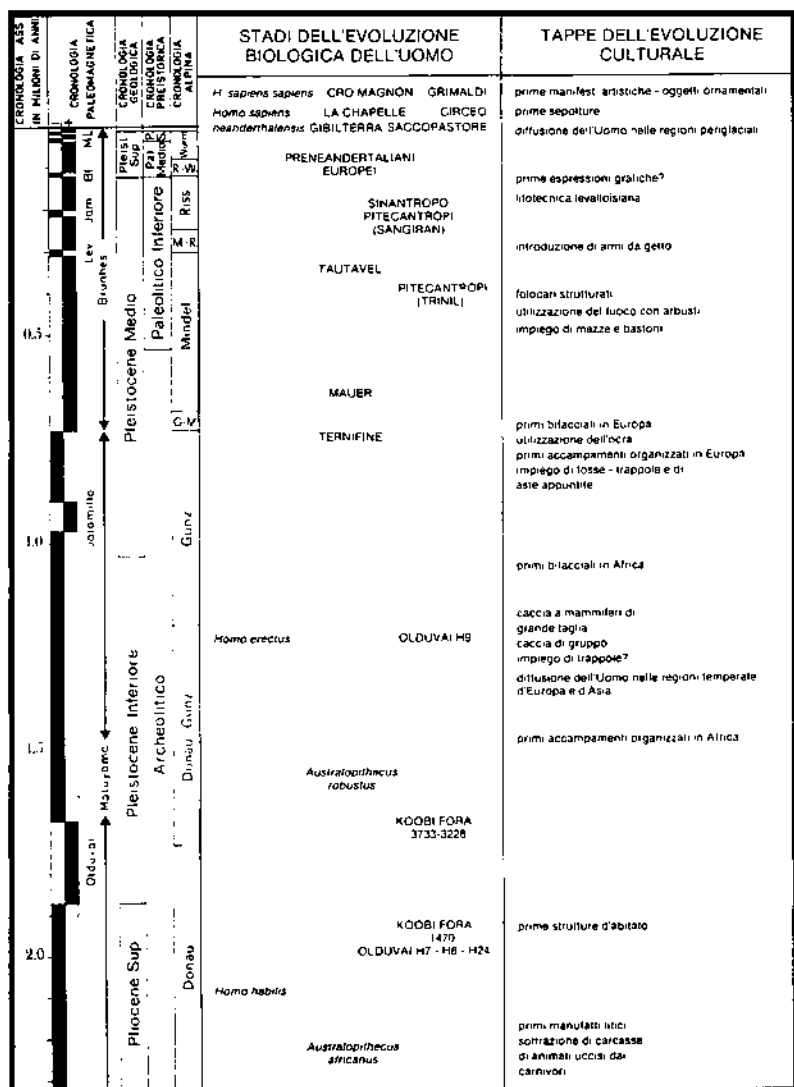 CRONOLOGIA ASS
IN MILIONI DI ANNI
CRONOLOGIA
PALEOMAGNETICA
CRONOLOGIA
GEOLOGICA
CRONOLOGIA
PREISTORICA
CRONOLOGIA
ALPINA
STADI DELL'EVOLUZIONE
BIOLOGICA DELL'UOMO
TAPPE DELL'EVOLUZIONE
CULTURALE
H sapiens sapiens CRO MAGNON GRIMALDI
prime manifest artistiche - oggetti ornamentali
Homo sapiens LA CHAPELLE CIRCEO
prime sepolture
neanderthalensis GIBILTERRA SACCOPASTORE
diffusione dell'Uomo nelle regioni periglaciali
ML
Pleist
Sup
Pal
Medio
P.
S.
Wurm
PRENEANDERTALIANI
EUROPEI
Bl
R-W.
prime espressioni grafiche?
litotecnica levalloisiana
Jam
Riss
SINANTROPO
PITECANTROPI
(SANGIRAN)
Lev
M-R
introduzione di armi da getto
TAUTAVEL
Brunhes
Paleolitico Inferiore
PITECANTROPI
(TRINIL)
focolari strutturati
utilizzazione del fuoco con arbusti
impiego di mazze e bastoni
0.5
Pleistocene Medio
Mindel
MAUER
G-M
primi bifacciali in Europa
TERNIFINE
utilizzazione dell'ocra
primi accampamenti organizzati in Europa
impiego di fosse - trappola e di
aste appuntite
Jaramillo
Gunz
1.0
primi bifacciali in Africa
caccia a mammiferi di
grande taglia
Homo erectus OLDUVAI H9
caccia di gruppo
impiego di trappole?
diffusione dell'Uomo nelle regioni temperate
d'Europa e d Asia
Pleistocene Inferiore
Archeolitico
Donau Gunz
1.5
primi accampamenti organizzati in Africa
Matuyama
Australopithecus
robustus
KOOBI FORA
3733-3228
Olduvai
KOOBI FORA
1470
OLDUVAI H7 - H8 - H24
prime strutture d'abitato
2.0
Pliocene Sup
Donau
Homo habilis
primi manufatti litici
Australopithecus
africanus
sottrazione di carcasse
di animali uccisi dai
carnivori